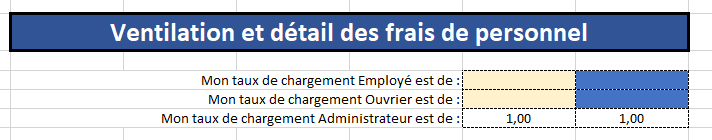 Ventilation et détail des frais de personnel
Mon taux de chargement Employé est de :
Mon taux de chargement Ouvrier est de :
Mon taux de chargement Administrateur est de : 1,00 1,00